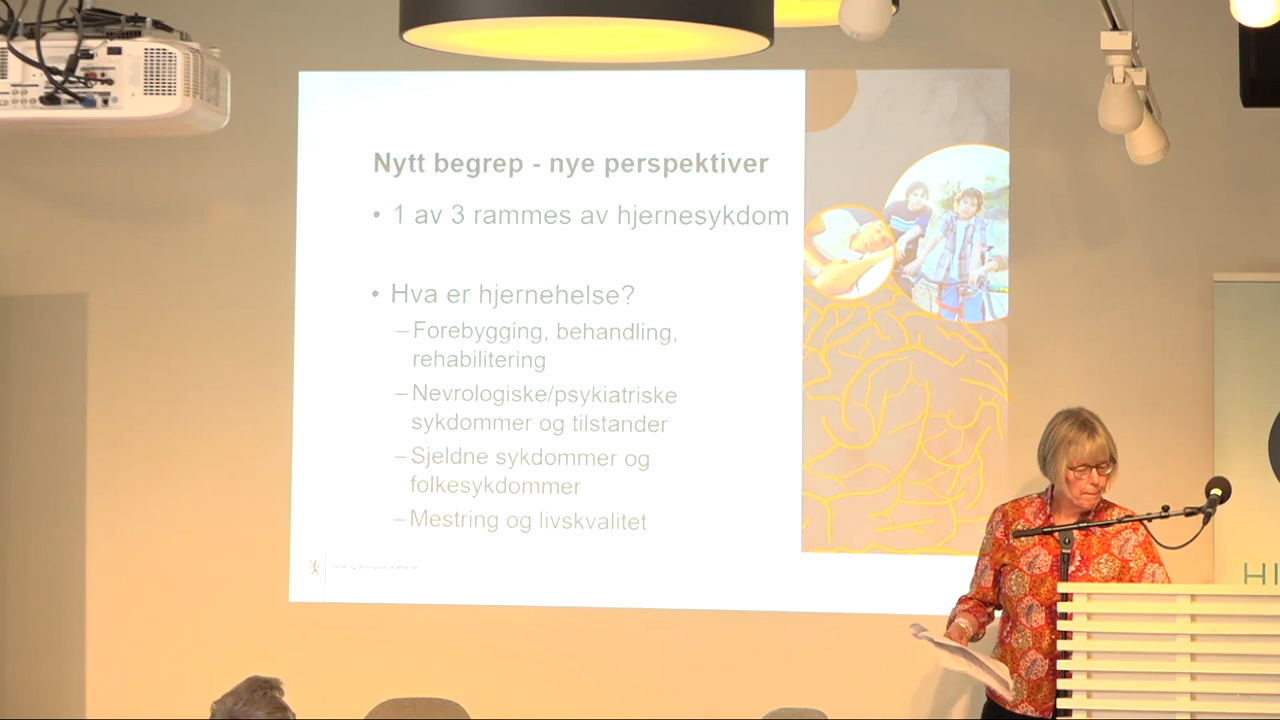 Nytt begrep - nye perspektiver
• 1 av 3 rammes av hjernesykdom
• Hva er hjernehelse?
–Forebygging, behandling,
rehabilitering
–Nevrologiske/psykiatriske
sykdommer og tilstander
–Sjeldne sykdommer og
folkesykdommer
–Mestring og livskvalitet
HI